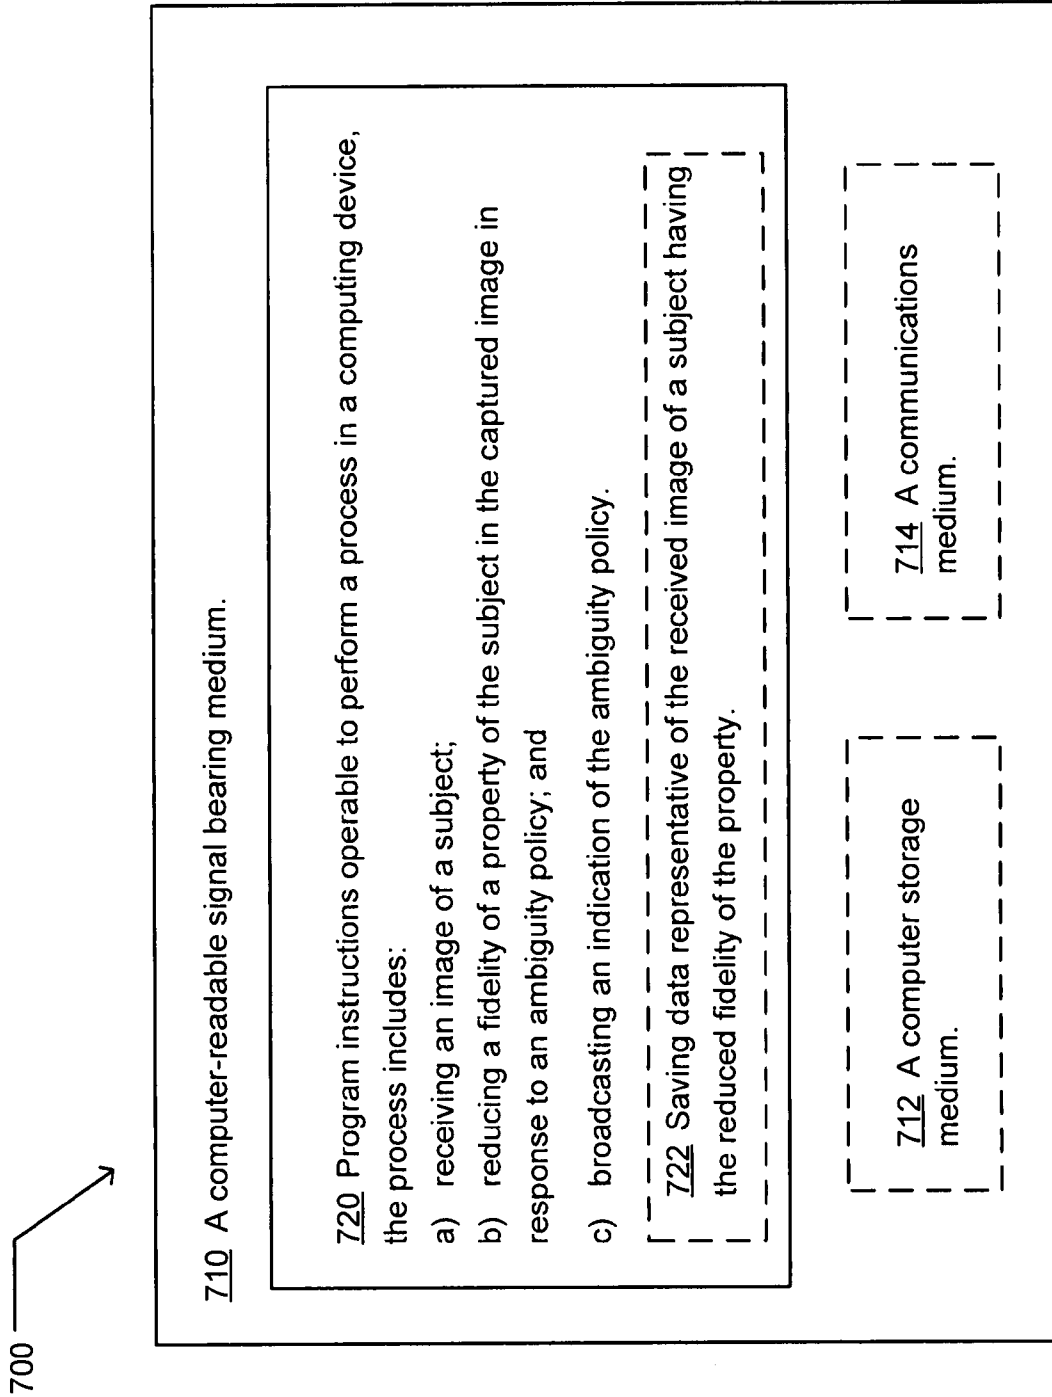 700
710 A computer-readable signal bearing medium.
720 Program instructions operable to perform a process in a computing device,
the process includes:
a) receiving an image of a subject;
b) reducing a fidelity of a property of the subject in the captured image in
response to an ambiguity policy; and
c) broadcasting an indication of the ambiguity policy.
722 Saving data representative of the received image of a subject having
the reduced fidelity of the property.
712 A computer storage
medium.
714 A communications
medium.